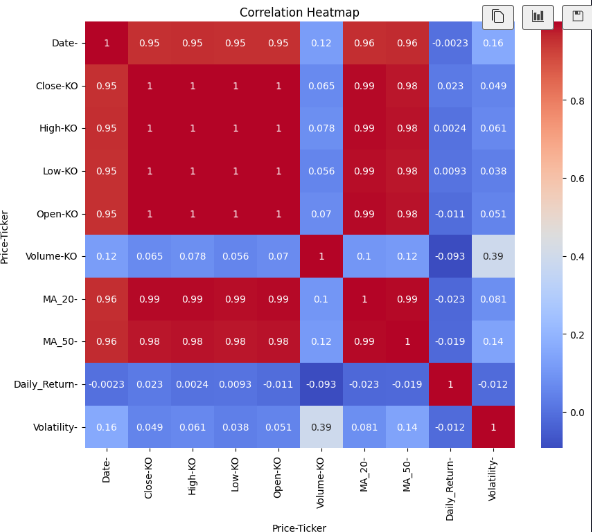 Correlation Heatmap
Date- 1 0.95 0.95 0.95 0.95 0.12 0.96 0.96 -0.0023 0.16
Close-KO 0.95 1 1 1 1 0.065 0.99 0.98 0.023 0.049
High-KO 0.95 1 1 1 1 0.078 0.99 0.98 0.0024 0.061
Low-KO 0.95 1 1 1 1 0.056 0.99 0.98 0.0093 0.038
Open-KO 0.95 1 1 1 1 0.07 0.99 0.98 -0.011 0.051
Volume-KO 0.12 0.065 0.078 0.056 0.07 1 0.1 0.12 -0.093 0.39
MA_20- 0.96 0.99 0.99 0.99 0.99 0.1 1 0.99 -0.023 0.081
MA_50- 0.96 0.98 0.98 0.98 0.98 0.12 0.99 1 -0.019 0.14
Daily_Return- -0.0023 0.023 0.0024 0.0093 -0.011 -0.093 -0.023 -0.019 1 -0.012
Volatility- 0.16 0.049 0.061 0.038 0.051 0.39 0.081 0.14 -0.012 1
Price-Ticker
Date-
Close-KO
High-KO
Low-KO
Open-KO
Volume-KO
MA_20-
MA_50-
Daily_Return-
Volatility-
Price-Ticker
0.8
0.6
0.4
0.2
0.0